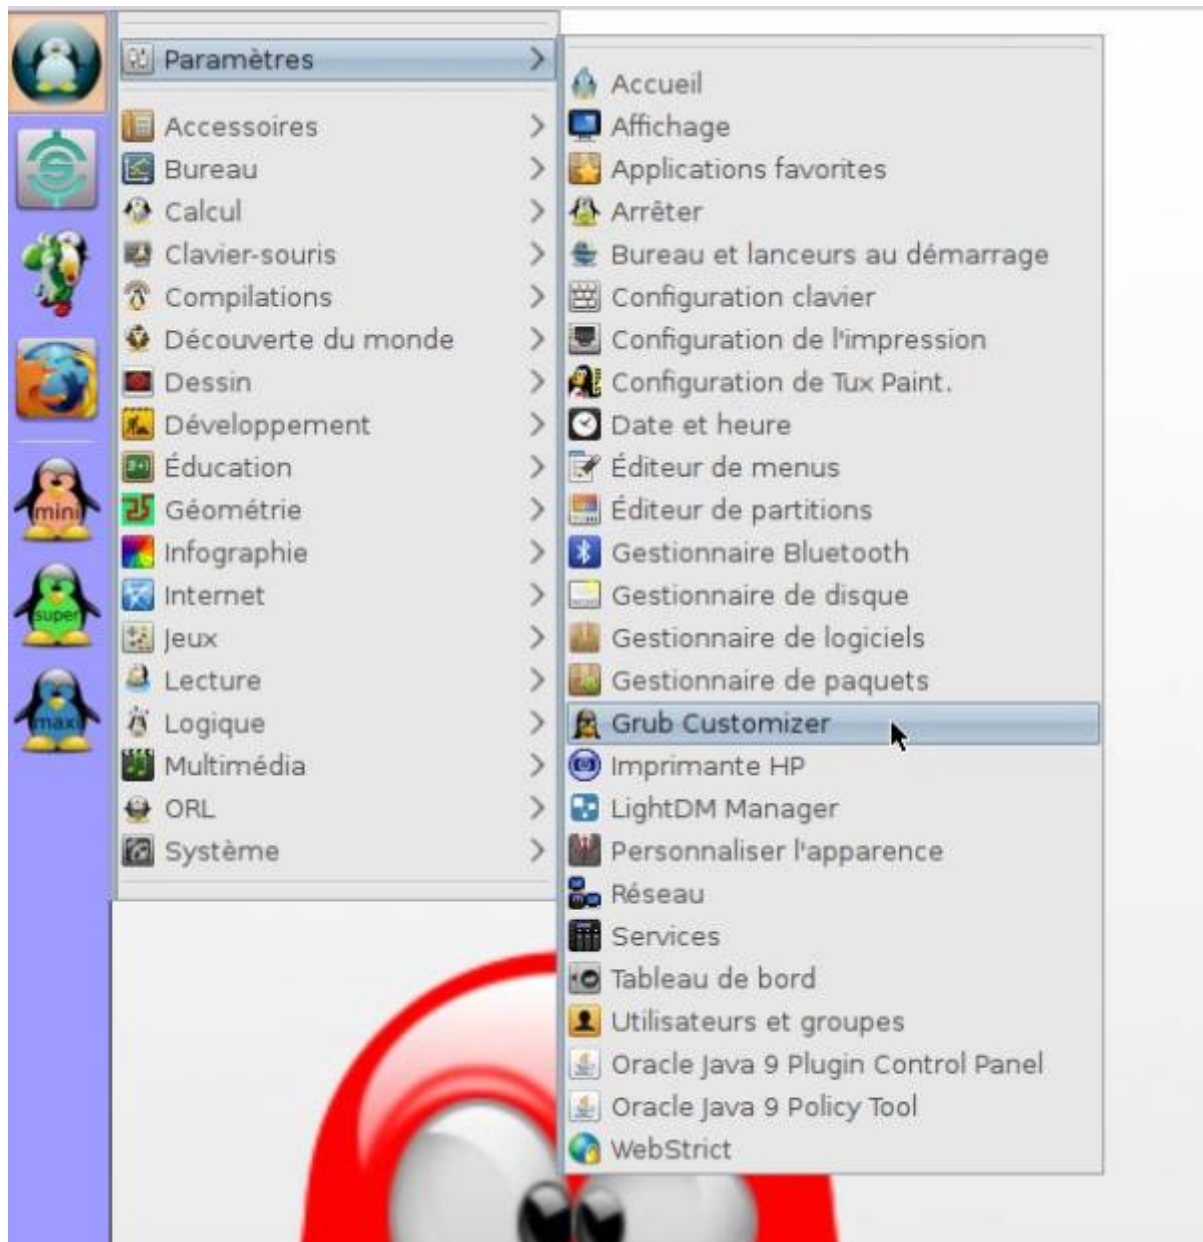 Paramètres
Accessoires
Bureau
Calcul
Clavier-souris
Compilations
Découverte du monde
Dessin
Développement
Éducation
Géométrie
Infographie
Internet
Jeux
Lecture
Logique
Multimédia
ORL
Système
Accueil
Affichage
Applications favorites
Arrêter
Bureau et lanceurs au démarrage
Configuration clavier
Configuration de l'impression
Configuration de Tux Paint.
Date et heure
Éditeur de menus
Éditeur de partitions
Gestionnaire Bluetooth
Gestionnaire de disque
Gestionnaire de logiciels
Gestionnaire de paquets
Grub Customizer
Imprimante HP
LightDM Manager
Personnaliser l'apparence
Réseau
Services
Tableau de bord
Utilisateurs et groupes
Oracle Java 9 Plugin Control Panel
Oracle Java 9 Policy Tool
WebStrict
mini
super
maxi